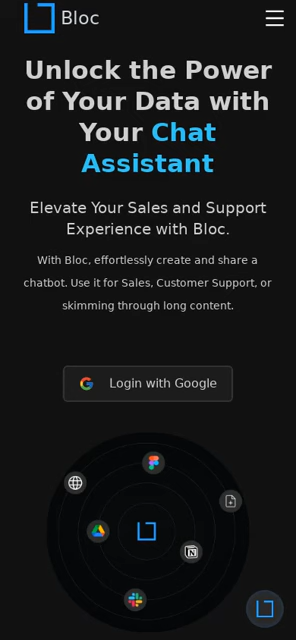 Bloc
Unlock the Power
of Your Data with
Your Chat
Assistant
Elevate Your Sales and Support
Experience with Bloc.
With Bloc, effortlessly create and share a
chatbot. Use it for Sales, Customer Support, or
skimming through long content.
Login with Google